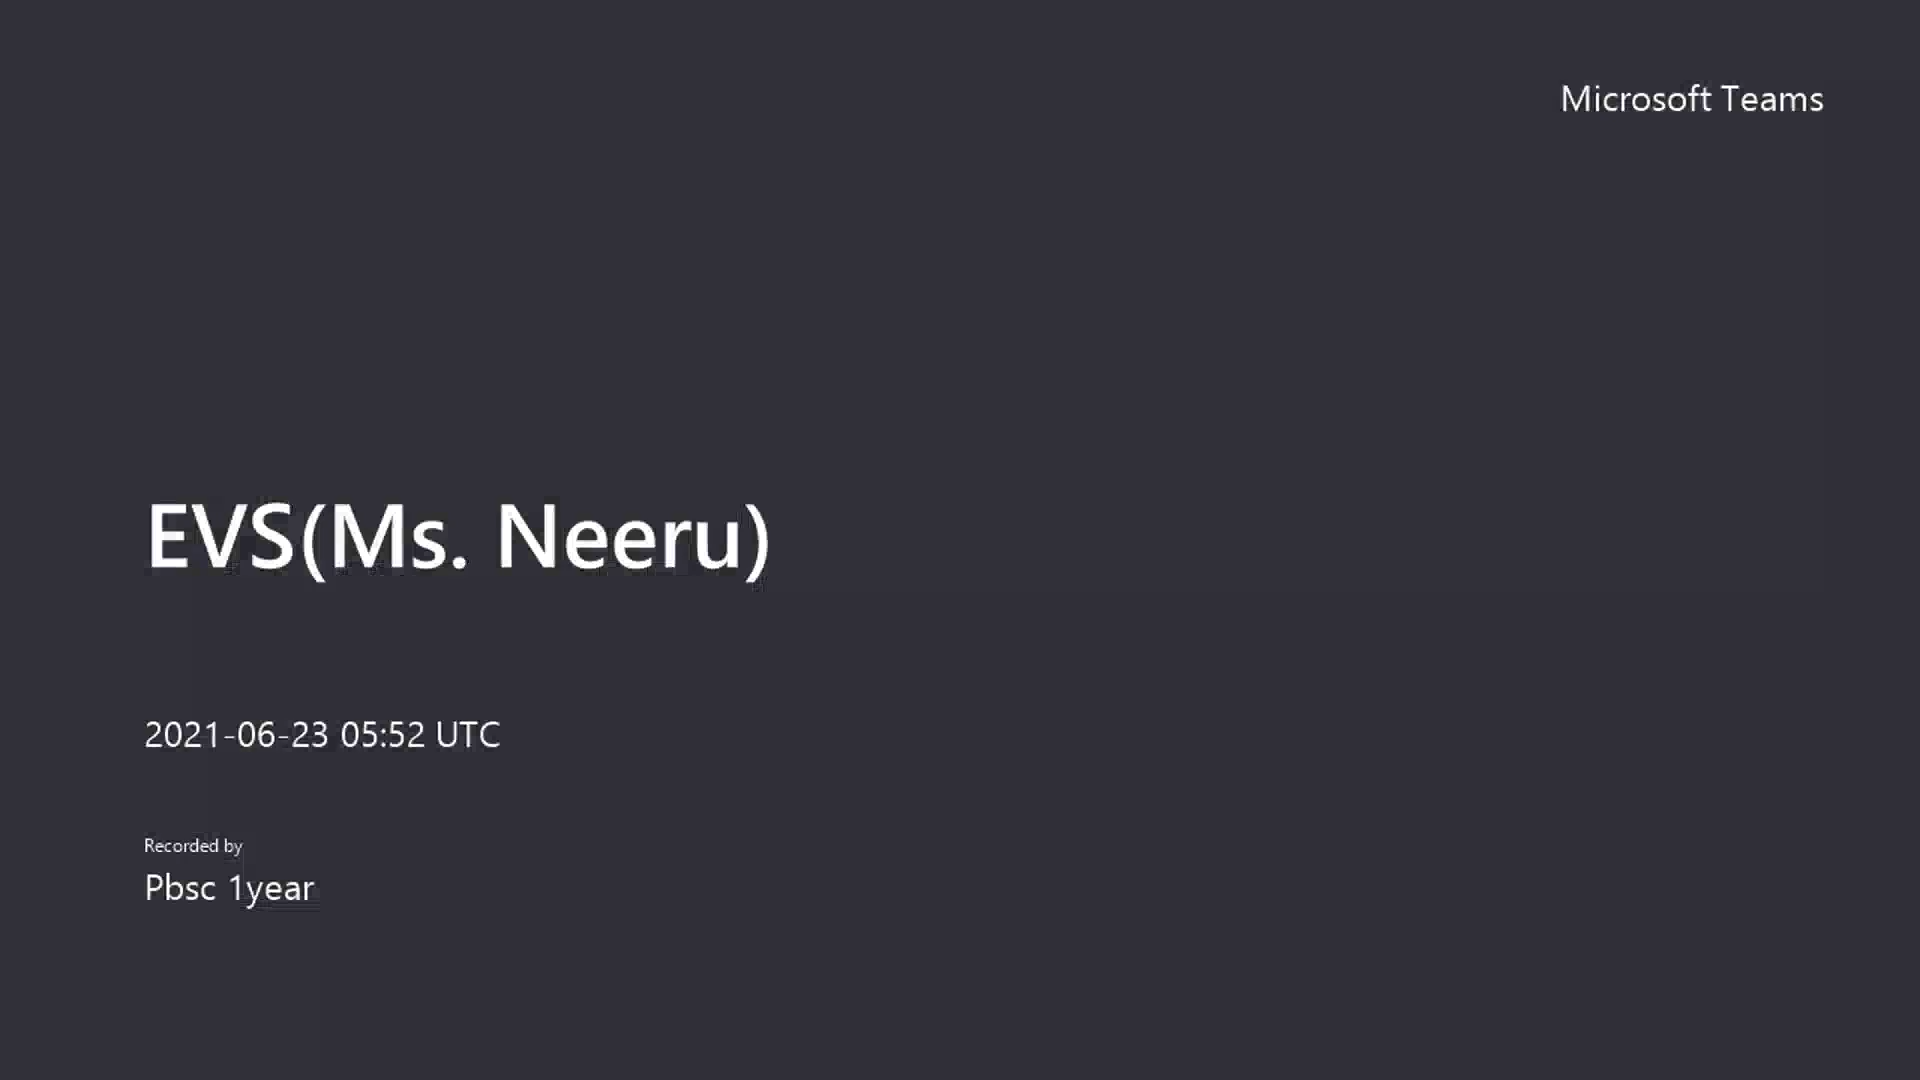 Microsoft Teams
EVS(Ms. Neeru)
2021-06-23 05:52 UTC
Recorded by
Pbsc 1year